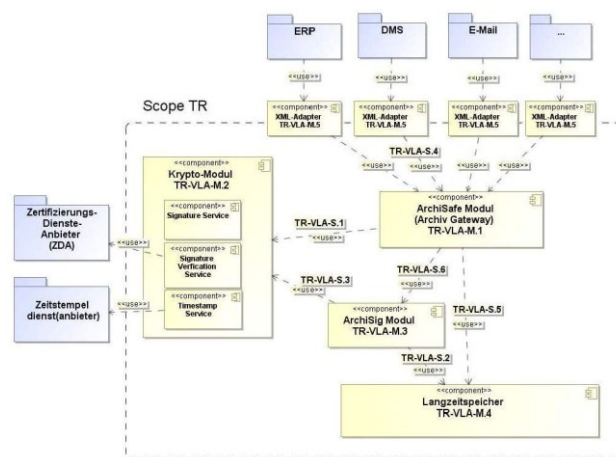 ERP
DMS
E-Mail
...
<<use>>
<<use>>
<<use>>
<<use>>
Scope TR
<<component>>
XML-Adapter
TR-VLA-M.5
<<component>>
XML-Adapter
TR-VLA-M.5
<<component>>
XML-Adapter
TR-VLA-M.5
<<component>>
XML-Adapter
TR-VLA-M.5
TR-VLA-S.4
<<use>>
<<use>>
<<use>>
<<use>>
<<component>>
Krypto-Modul
TR-VLA-M.2
<<component>>
Signature Service
<<component>>
Signature
Verfication
Service
<<component>>
Timestamp
Service
Zertifizierungs-
Dienste-
Anbieter
(ZDA)
<<use>>
Zeitstempel
dienst(anbieter)
<<use>>
<<component>>
ArchiSafe Modul
(Archiv Gateway)
TR-VLA-M.1
TR-VLA-S.1
<<use>>
TR-VLA-S.3
<<use>>
TR-VLA-S.6
<<use>>
TR-VLA-S.5
<<use>>
<<component>>
ArchiSig Modul
TR-VLA-M.3
TR-VLA-S.2
<<use>>
<<component>>
Langzeitspeicher
TR-VLA-M.4